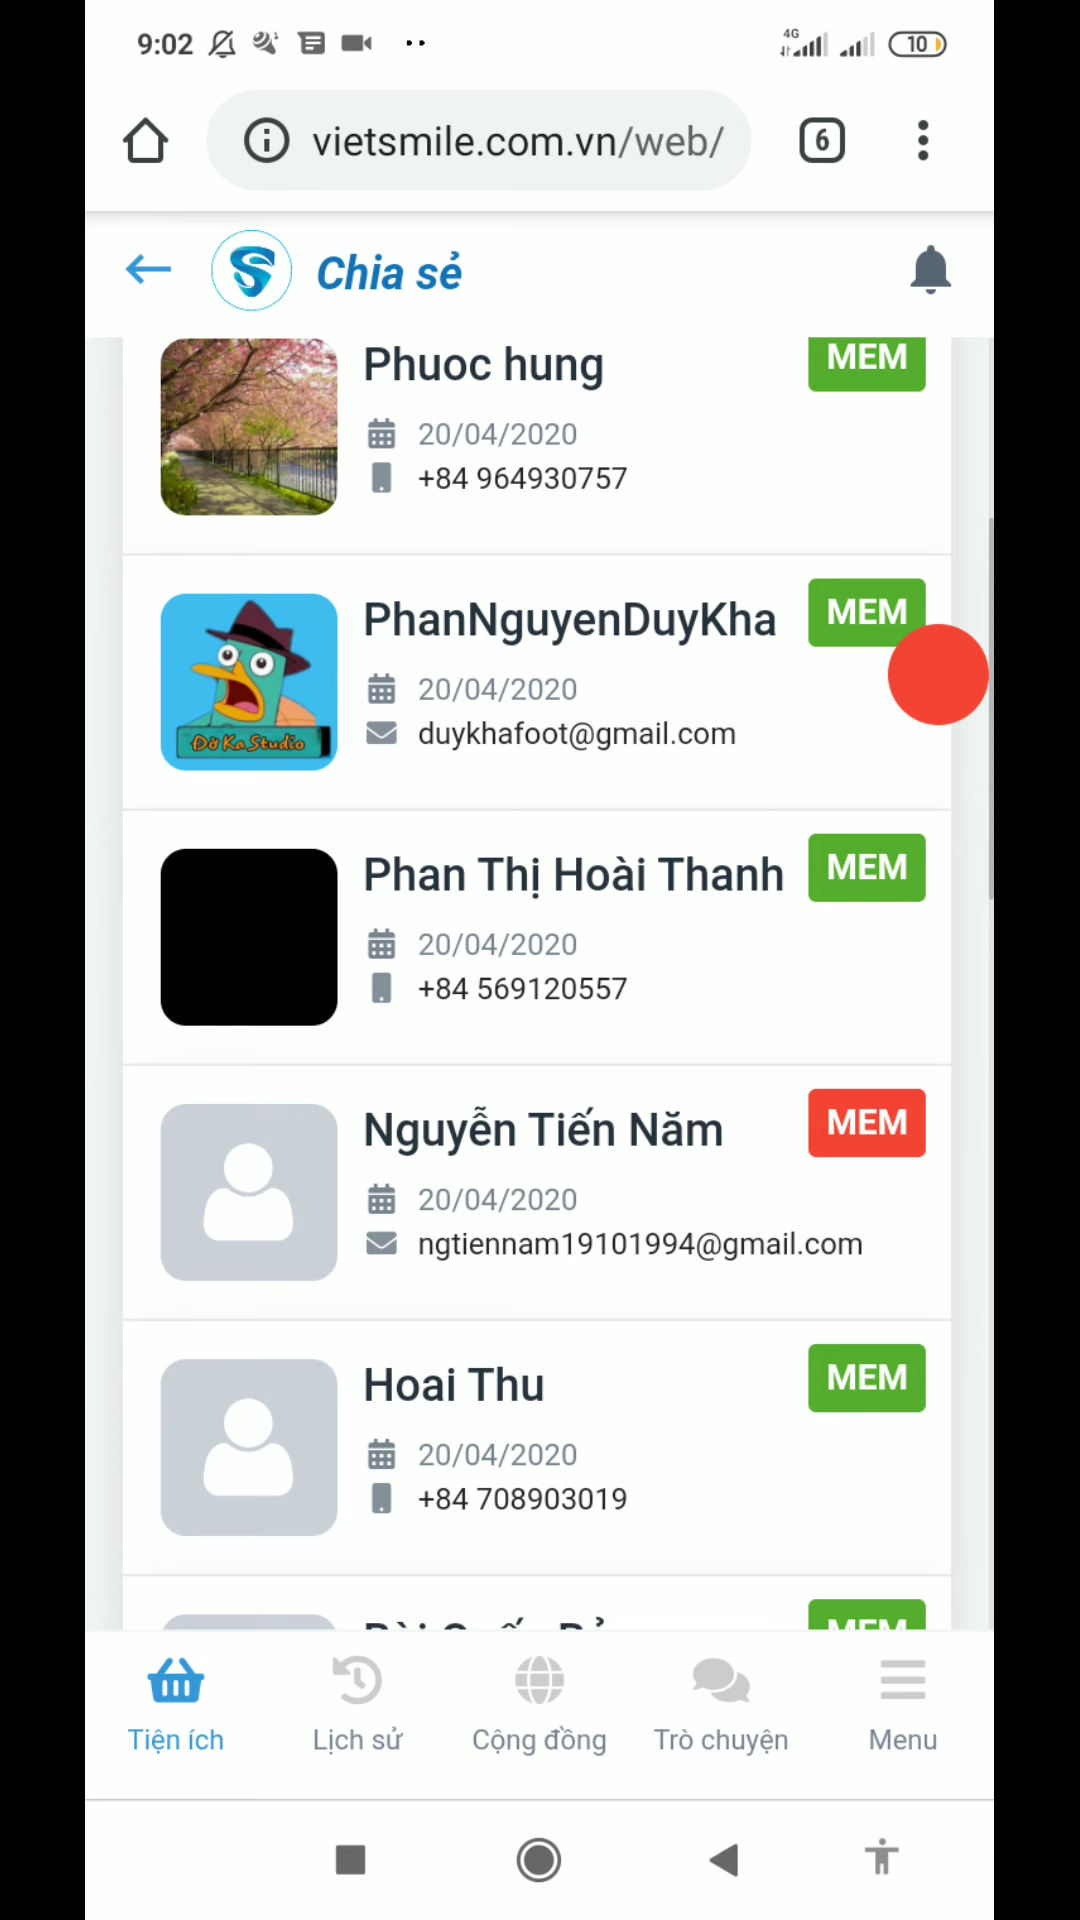 9:02
4G
10
vietsmile.com.vn/web/
6
Chia sẻ
Phuoc hung
MEM
20/04/2020
+84 964930757
PhanNguyenDuyKha
MEM
20/04/2020
duykhafoot@gmail.com
Đờ Ka Studio
Phan Thị Hoài Thanh
MEM
20/04/2020
+84 569120557
Nguyễn Tiến Năm
MEM
20/04/2020
ngtiennam19101994@gmail.com
Hoai Thu
MEM
20/04/2020
+84 708903019
MEM
Tiện ích
Lịch sử
Cộng đồng
Trò chuyện
Menu